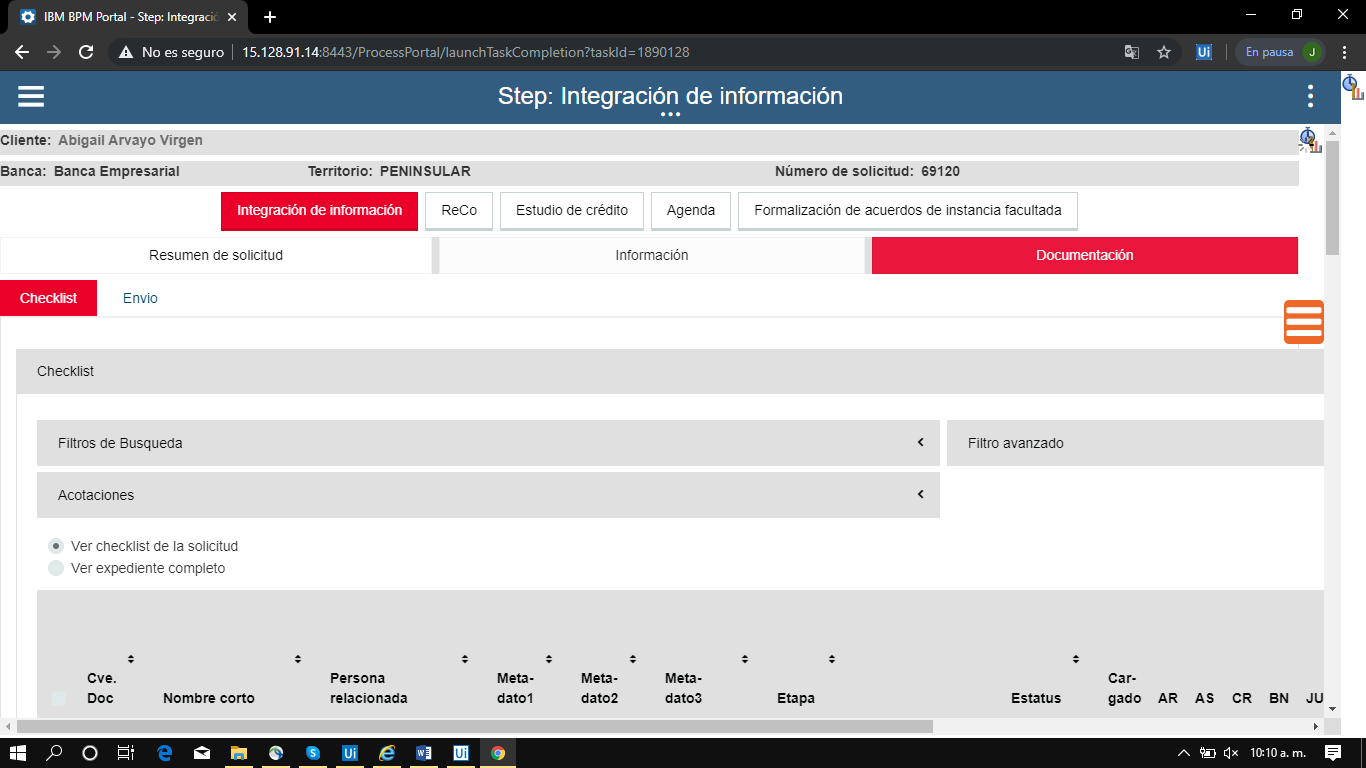 IBM BPM Portal - Step: Integració
No es seguro
15.128.91.14:8443/ProcessPortal/launchTaskCompletion?taskId=1890128
Ui
En pausa
J
Step: Integración de información
Cliente: Abigail Arvayo Virgen
Banca: Banca Empresarial Territorio: PENINSULAR Número de solicitud: 69120
Integración de información ReCo Estudio de crédito Agenda Formalización de acuerdos de instancia facultada
Resumen de solicitud Información Documentación
Checklist Envio
Checklist
Filtros de Busqueda Filtro avanzado
Acotaciones
Ver checklist de la solicitud
Ver expediente completo
Cve. Doc
Nombre corto
Persona relacionada
Meta-dato1
Meta-dato2
Meta-dato3
Etapa
Estatus
Car-gado
AR AS CR BN JU
Ui
Ui
10:10 a. m.